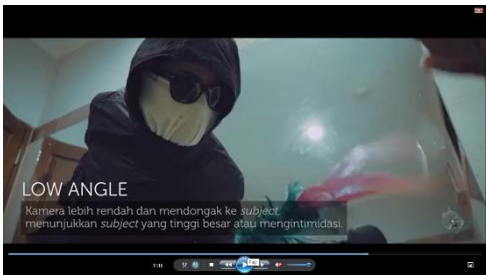 LOW ANGLE
Kamera lebih rendah dan mendongak ke subject,
menunjukkan subject yang tinggi besar atau mengintimidasi.